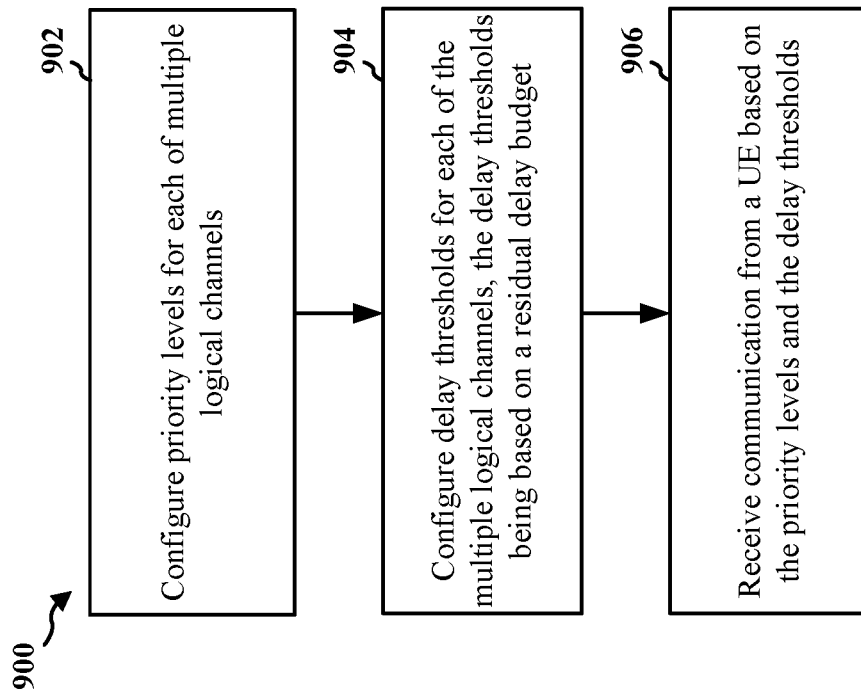 900
902
Configure priority levels for each of multiple
logical channels
904
Configure delay thresholds for each of the
multiple logical channels, the delay thresholds
being based on a residual delay budget
906
Receive communication from a UE based on
the priority levels and the delay thresholds